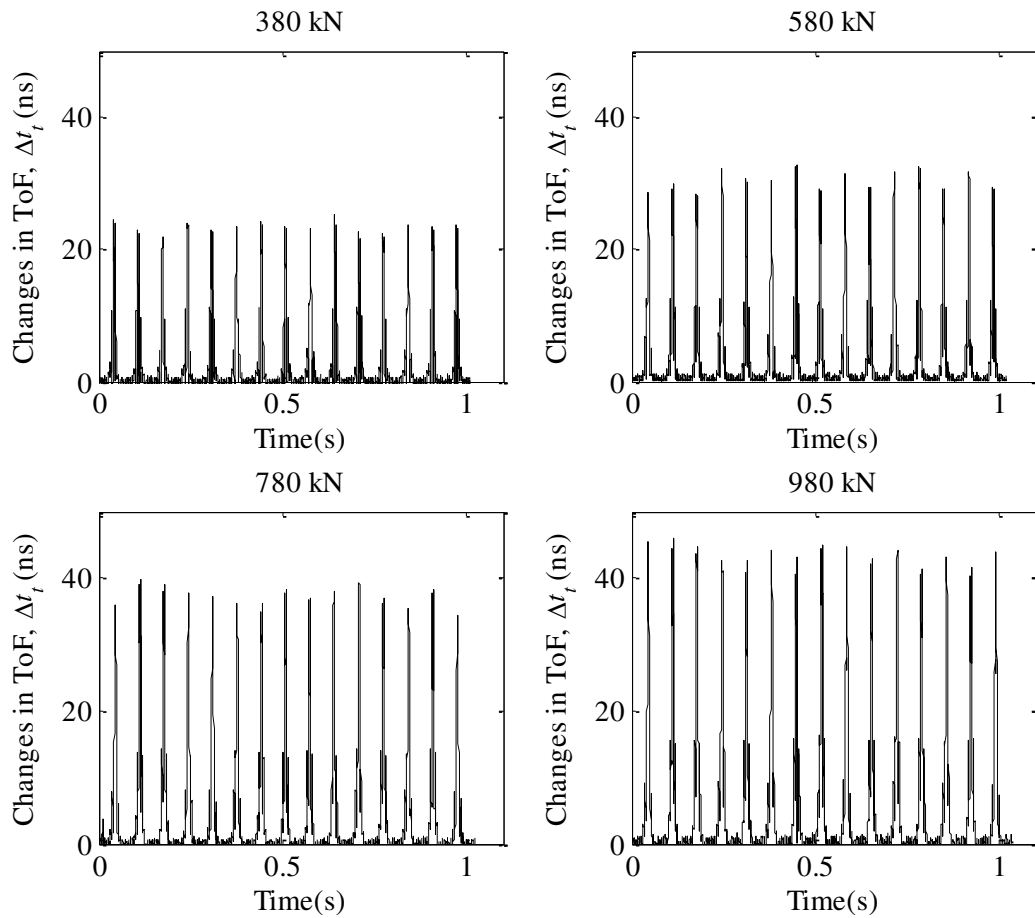 380 kN
Changes in ToF, Δt_t (ns)
40
20
0
0 0.5 1
Time(s)
580 kN
Changes in ToF, Δt_t (ns)
40
20
0
0 0.5 1
Time(s)
780 kN
Changes in ToF, Δt_t (ns)
40
20
0
0 0.5 1
Time(s)
980 kN
Changes in ToF, Δt_t (ns)
40
20
0
0 0.5 1
Time(s)